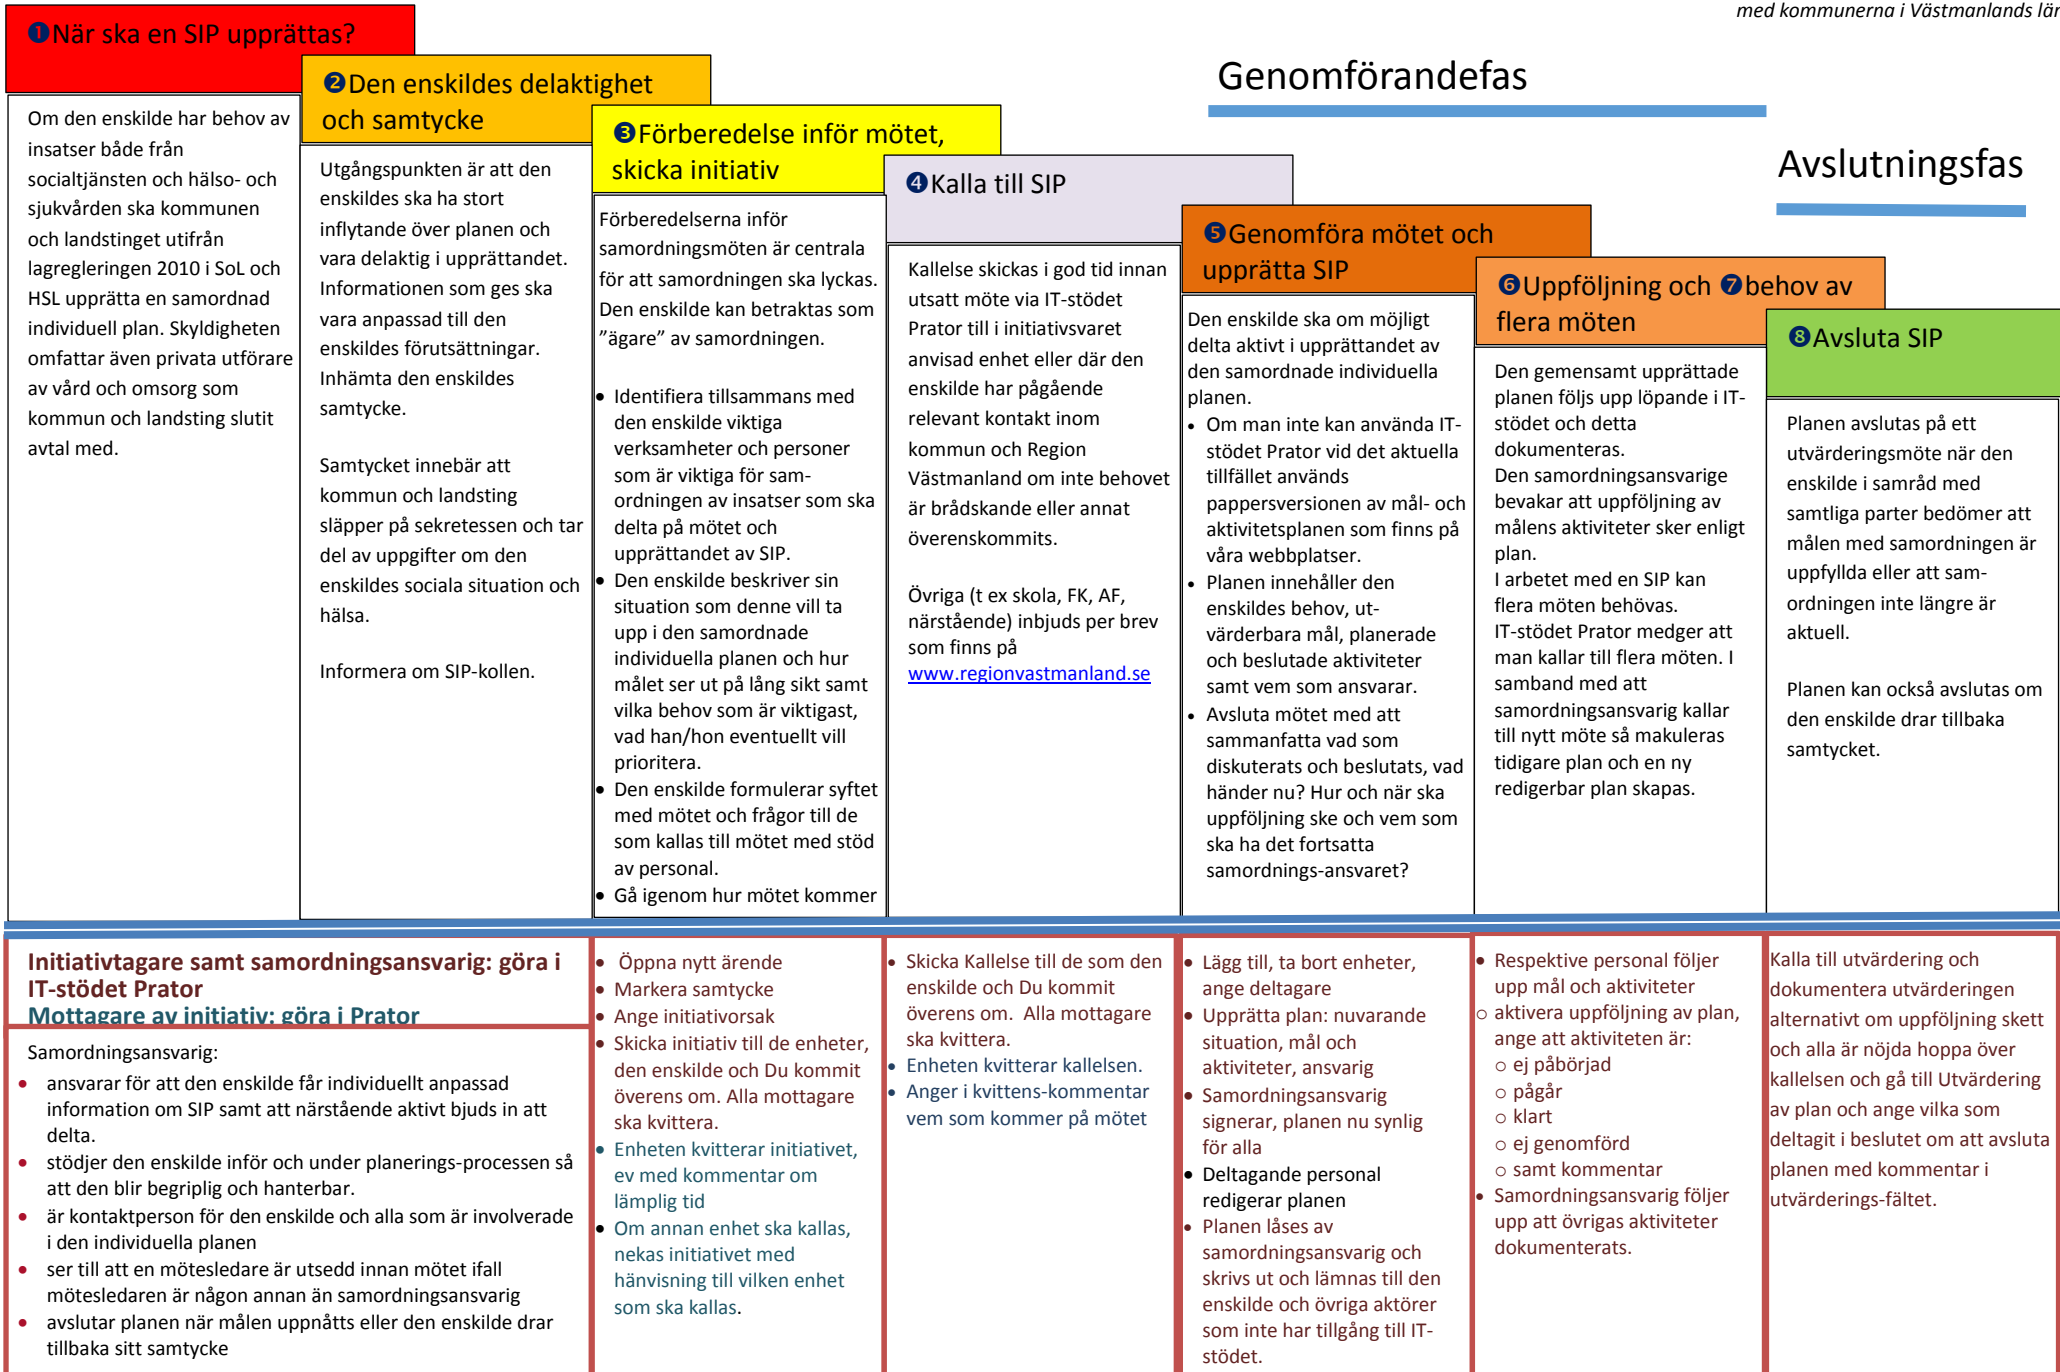 med kommunerna i Västmanlands län
❶När ska en SIP upprättas?
Om den enskilde har behov av
insatser både från
socialtjänsten och hälso- och
sjukvården ska kommunen
och landstinget utifrån
lagregleringen 2010 i SoL och
HSL upprätta en samordnad
individuell plan. Skyldigheten
omfattar även privata utförare
av vård och omsorg som
kommun och landsting slutit
avtal med.
❷Den enskildes delaktighet
och samtycke
Utgångspunkten är att den
enskildes ska ha stort
inflytande över planen och
vara delaktig i upprättandet.
Informationen som ges ska
vara anpassad till den
enskildes förutsättningar.
Inhämta den enskildes
samtycke.
Samtycket innebär att
kommun och landsting
släpper på sekretessen och tar
del av uppgifter om den
enskildes sociala situation och
hälsa.
Informera om SIP-kollen.
❸Förberedelse inför mötet,
skicka initiativ
Förberedelserna inför
samordningsmöten är centrala
för att samordningen ska lyckas.
Den enskilde kan betraktas som
”ägare” av samordningen.
• Identifiera tillsammans med
den enskilde viktiga
verksamheter och personer
som är viktiga för sam-
ordningen av insatser som ska
delta på mötet och
upprättandet av SIP.
• Den enskilde beskriver sin
situation som denne vill ta
upp i den samordnade
individuella planen och hur
målet ser ut på lång sikt samt
vilka behov som är viktigast,
vad han/hon eventuellt vill
prioritera.
• Den enskilde formulerar syftet
med mötet och frågor till de
som kallas till mötet med stöd
av personal.
• Gå igenom hur mötet kommer
Genomförandefas
❹Kalla till SIP
Kallelse skickas i god tid innan
utsatt möte via IT-stödet
Prator till i initiativsvaret
anvisad enhet eller där den
enskilde har pågående
relevant kontakt inom
kommun och Region
Västmanland om inte behovet
är brådskande eller annat
överenskommits.
Övriga (t ex skola, FK, AF,
närstående) inbjuds per brev
som finns på
www.regionvastmanland.se
❺Genomföra mötet och
upprätta SIP
Den enskilde ska om möjligt
delta aktivt i upprättandet av
den samordnade individuella
planen.
• Om man inte kan använda IT-
stödet Prator vid det aktuella
tillfället används
pappersversionen av mål- och
aktivitetsplanen som finns på
våra webbplatser.
• Planen innehåller den
enskildes behov, ut-
värderbara mål, planerade
och beslutade aktiviteter
samt vem som ansvarar.
• Avsluta mötet med att
sammanfatta vad som
diskuterats och beslutats, vad
händer nu? Hur och när ska
uppföljning ske och vem som
ska ha det fortsatta
samordnings-ansvaret?
❻Uppföljning och ❼behov av
flera möten
Den gemensamt upprättade
planen följs upp löpande i IT-
stödet och detta
dokumenteras.
Den samordningsansvarige
bevakar att uppföljning av
målens aktiviteter sker enligt
plan.
I arbetet med en SIP kan
flera möten behövas.
IT-stödet Prator medger att
man kallar till flera möten. I
samband med att
samordningsansvarig kallar
till nytt möte så makuleras
tidigare plan och en ny
redigerbar plan skapas.
Avslutningsfas
❽Avsluta SIP
Planen avslutas på ett
utvärderingsmöte när den
enskilde i samråd med
samtliga parter bedömer att
målen med samordningen är
uppfyllda eller att sam-
ordningen inte längre är
aktuell.
Planen kan också avslutas om
den enskilde drar tillbaka
samtycket.
Initiativtagare samt samordningsansvarig: göra i
IT-stödet Prator
Mottagare av initiativ: göra i Prator
Samordningsansvarig:
• ansvarar för att den enskilde får individuellt anpassad
information om SIP samt att närstående aktivt bjuds in att
delta.
• stödjer den enskilde inför och under planerings-processen så
att den blir begriplig och hanterbar.
• är kontaktperson för den enskilde och alla som är involverade
i den individuella planen
• ser till att en mötesledare är utsedd innan mötet ifall
mötesledaren är någon annan än samordningsansvarig
• avslutar planen när målen uppnåtts eller den enskilde drar
tillbaka sitt samtycke
• Öppna nytt ärende
• Markera samtycke
• Ange initiativorsak
• Skicka initiativ till de enheter,
den enskilde och Du kommit
överens om. Alla mottagare
ska kvittera.
• Enheten kvitterar initiativet,
ev med kommentar om
lämplig tid
• Om annan enhet ska kallas,
nekas initiativet med
hänvisning till vilken enhet
som ska kallas.
• Skicka Kallelse till de som den
enskilde och Du kommit
överens om. Alla mottagare
ska kvittera.
• Enheten kvitterar kallelsen.
• Anger i kvittens-kommentar
vem som kommer på mötet
• Lägg till, ta bort enheter,
ange deltagare
• Upprätta plan: nuvarande
situation, mål och
aktiviteter, ansvarig
• Samordningsansvarig
signerar, planen nu synlig
för alla
• Deltagande personal
redigerar planen
• Planen låses av
samordningsansvarig och
skrivs ut och lämnas till den
enskilde och övriga aktörer
som inte har tillgång till IT-
stödet.
• Respektive personal följer
upp mål och aktiviteter
○ aktivera uppföljning av plan,
ange att aktiviteten är:
○ ej påbörjad
○ pågår
○ klart
○ ej genomförd
○ samt kommentar
• Samordningsansvarig följer
upp att övrigas aktiviteter
dokumenterats.
Kalla till utvärdering och
dokumentera utvärderingen
alternativt om uppföljning skett
och alla är nöjda hoppa över
kallelsen och gå till Utvärdering
av plan och ange vilka som
deltagit i beslutet om att avsluta
planen med kommentar i
utvärderings-fältet.